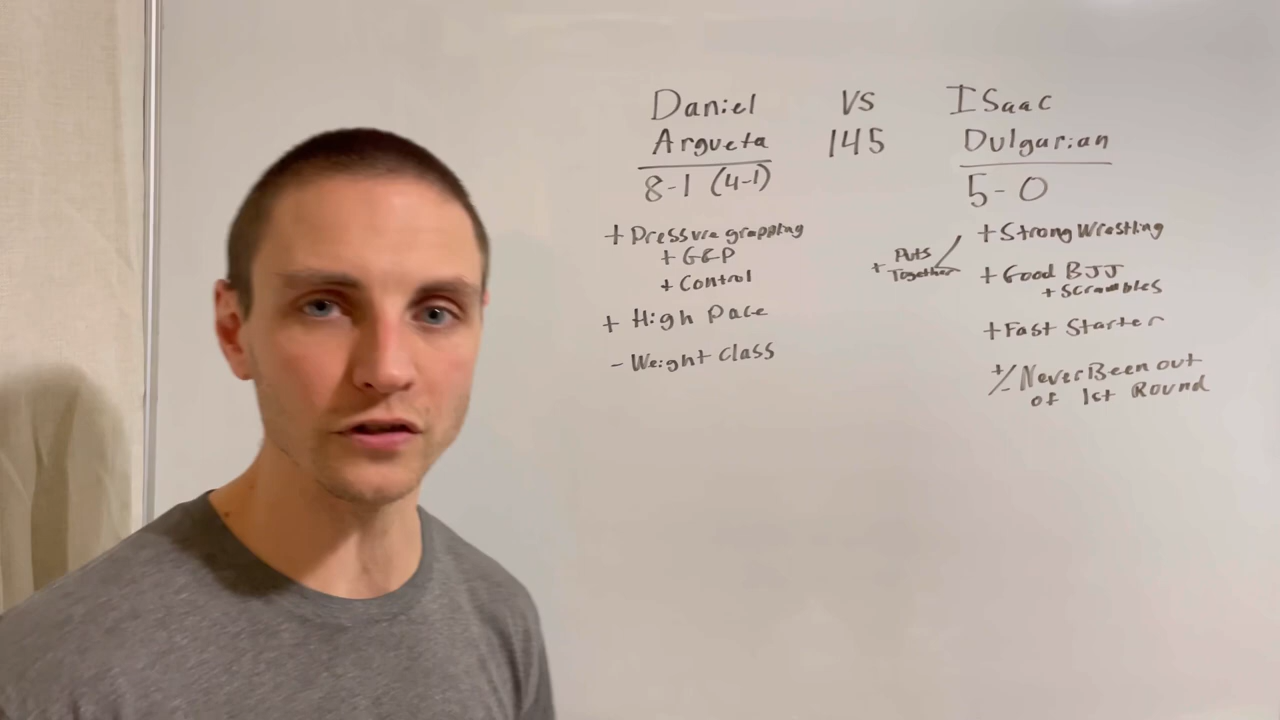 Daniel VS ISaac
Argueta 145 Dulgarian
8-1 (4-1)
5-0
+ Pressure grappling
+ G&P
+ Control
+ High Pace
- Weight Class
+ Puts Together
+ Strong Wrestling
+ Good BJJ
+ Scrambles
+ Fast Starter
+/- Never Been out
of 1st Round